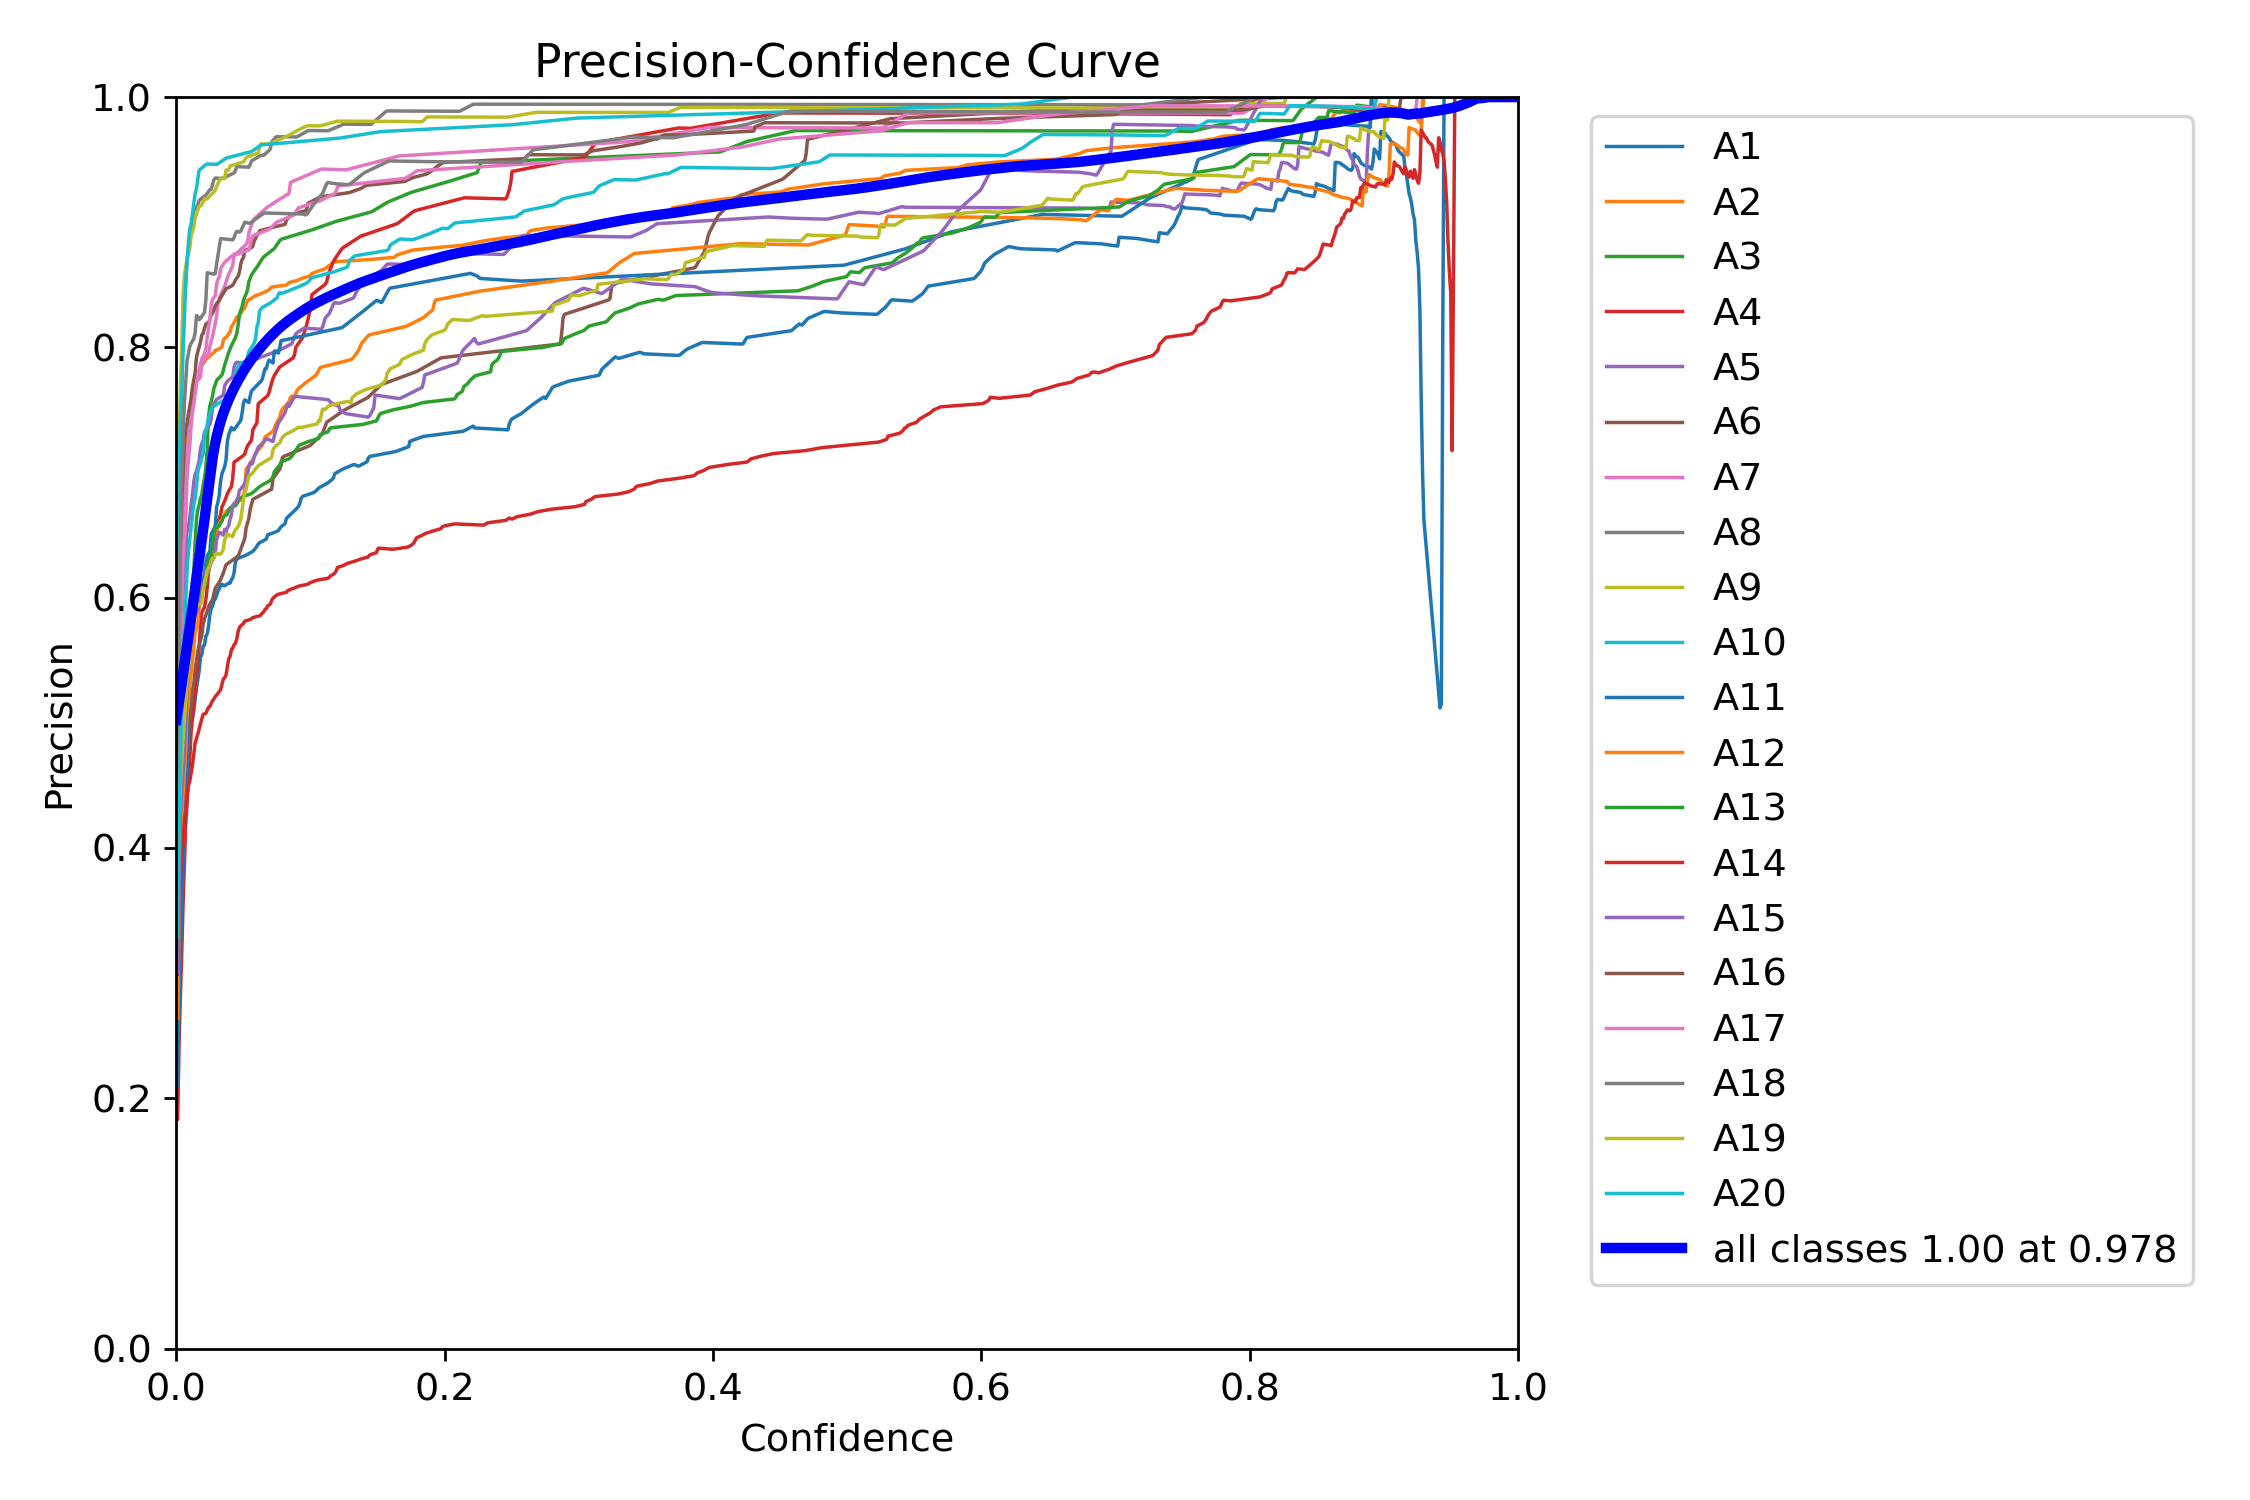 Precision-Confidence Curve
1.0
0.8
0.6
0.4
0.2
0.0
Precision
0.0 0.2 0.4 0.6 0.8 1.0
Confidence
A1
A2
A3
A4
A5
A6
A7
A8
A9
A10
A11
A12
A13
A14
A15
A16
A17
A18
A19
A20
all classes 1.00 at 0.978